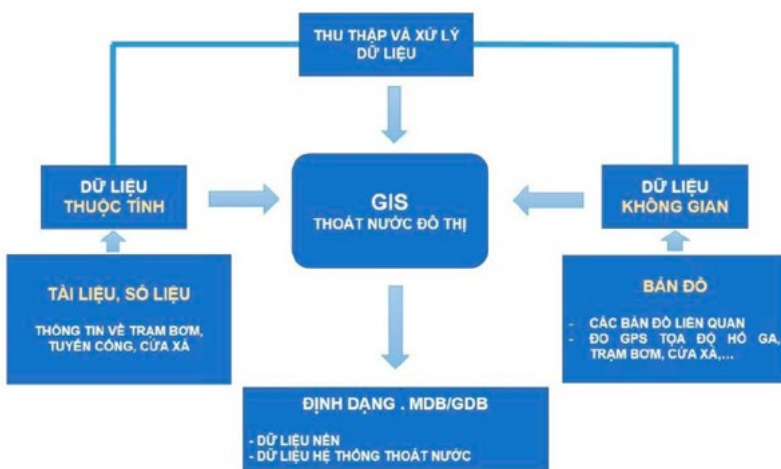 THU THẬP VÀ XỬ LÝ
DỮ LIỆU
DỮ LIỆU
THUỘC TÍNH
GIS
THOÁT NƯỚC ĐÔ THỊ
DỮ LIỆU
KHÔNG GIAN
TÀI LIỆU, SỐ LIỆU
THÔNG TIN VỀ TRẠM BƠM,
TUYẾN CỐNG, CỬA XẢ
BẢN ĐỒ
- CÁC BẢN ĐỒ LIÊN QUAN
- ĐO GPS TỌA ĐỘ HỐ GA,
TRẠM BƠM, CỬA XẢ,...
ĐỊNH DẠNG . MDB/GDB
- DỮ LIỆU NỀN
- DỮ LIỆU HỆ THỐNG THOÁT NƯỚC